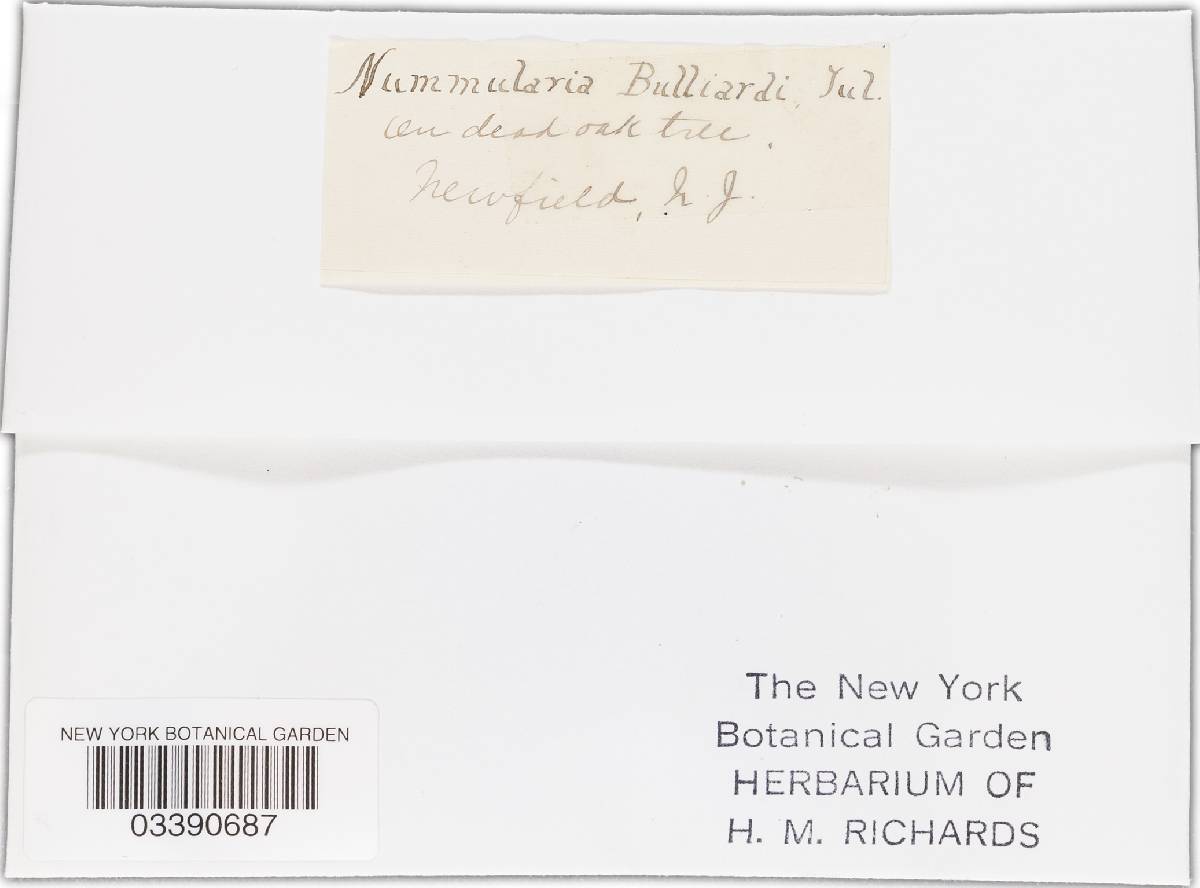 Nummularia Bulliardi, Tul.
On dead oak tree.
Newfield, N. J.
The New York
Botanical Garden
HERBARIUM OF
H. M. RICHARDS
NEW YORK BOTANICAL GARDEN
03390687